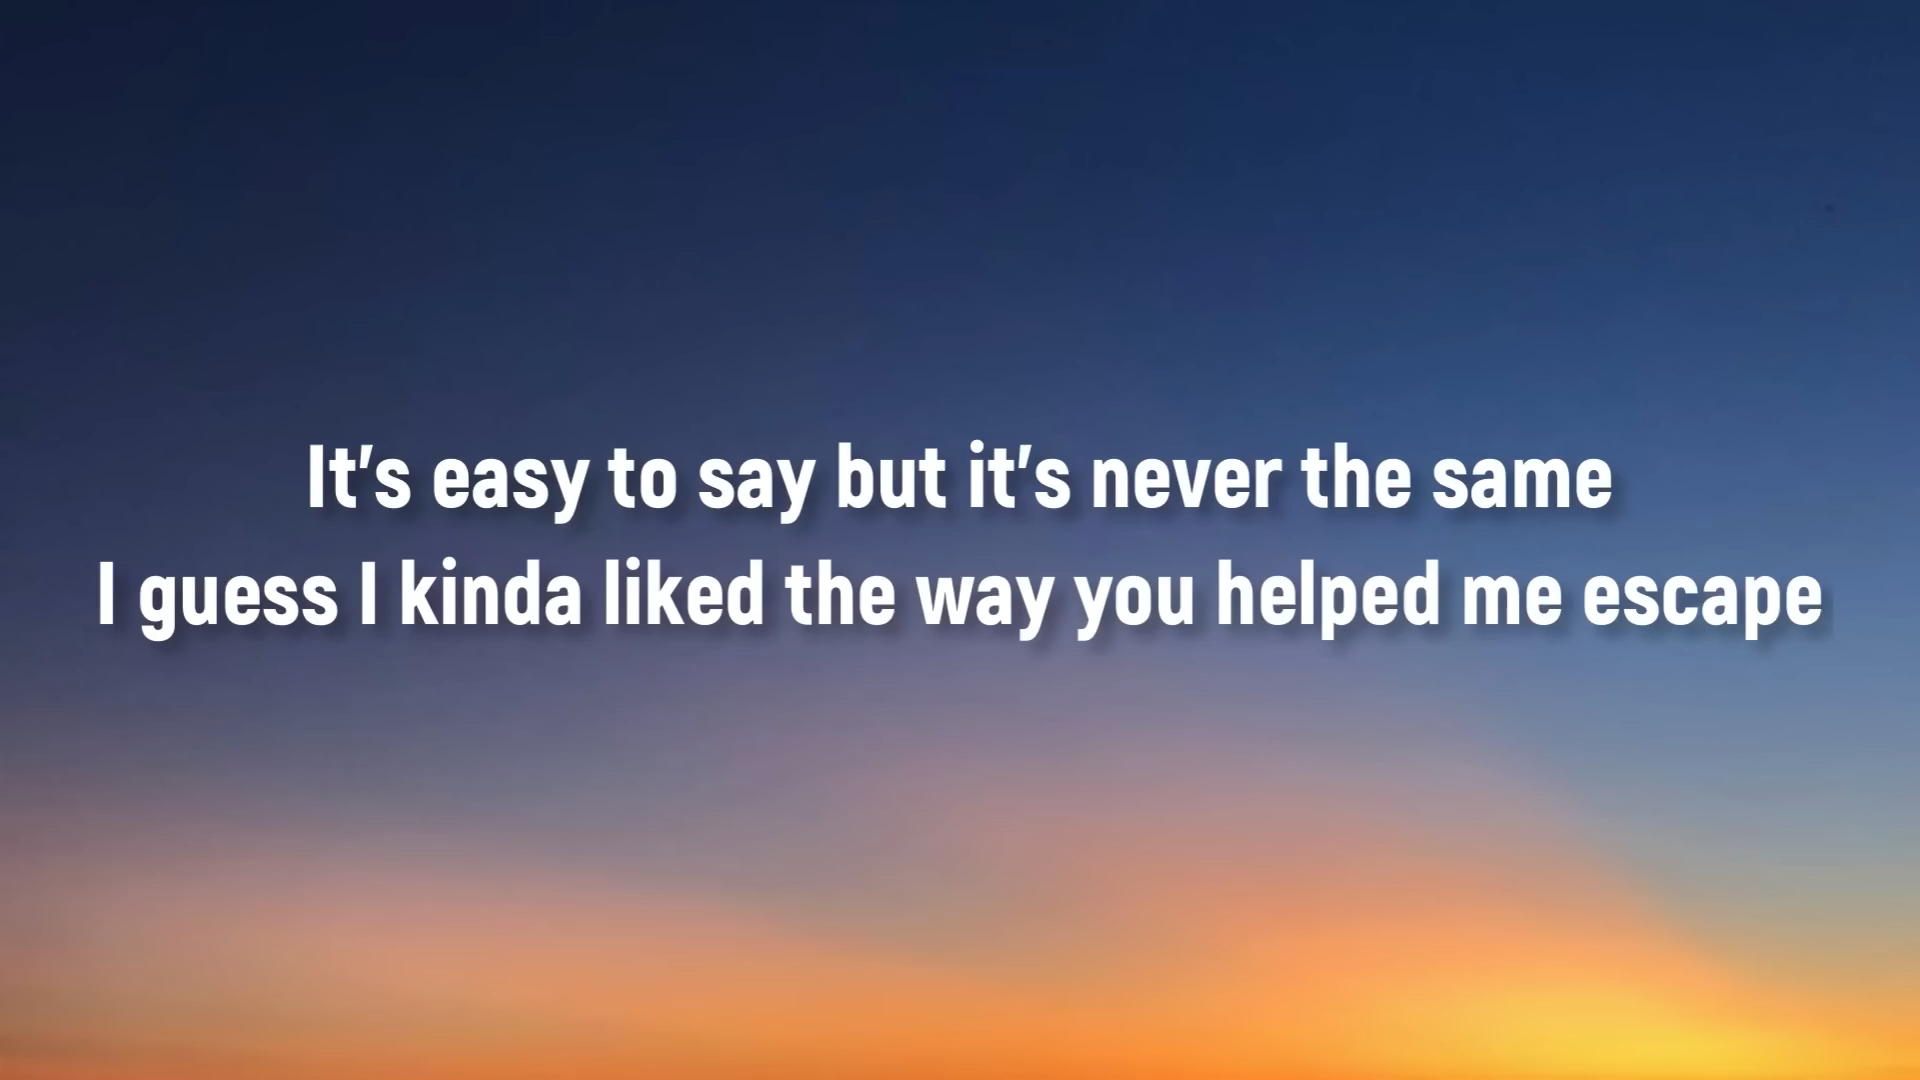 It's easy to say but it's never the same
I guess I kinda liked the way you helped me escape